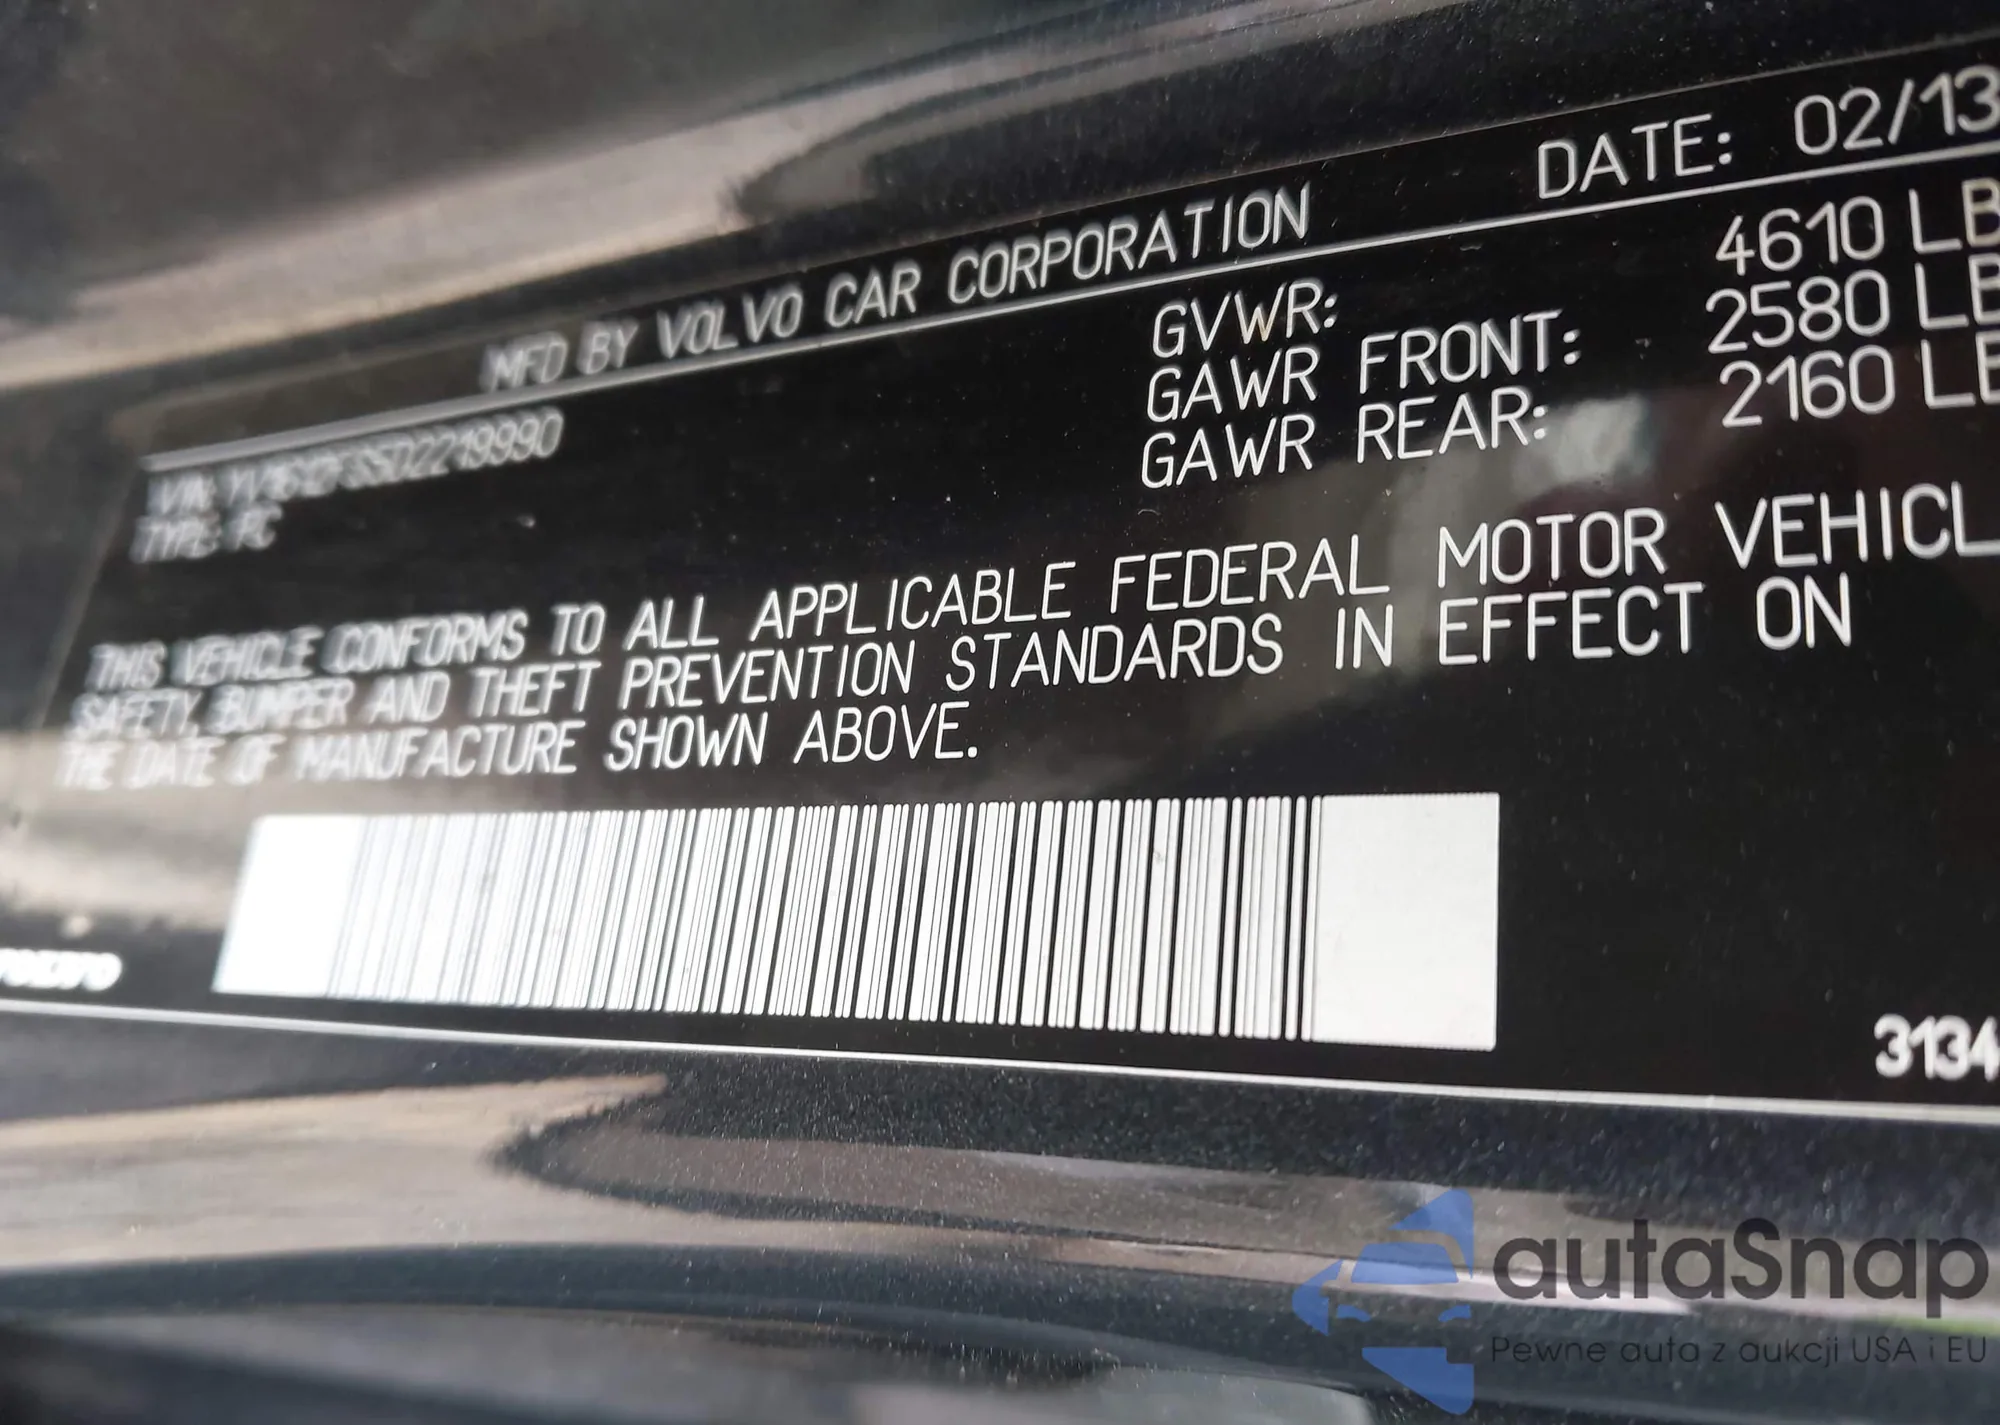 MFD BY VOLVO CAR CORPORATION DATE: 02/13
GVWR: 4610 LB
GAWR FRONT: 2580 LB
GAWR REAR: 2160 LB
VIN:
TYPE: PC
THIS VEHICLE CONFORMS TO ALL APPLICABLE FEDERAL MOTOR VEHICL
SAFETY, BUMPER AND THEFT PREVENTION STANDARDS IN EFFECT ON
THE DATE OF MANUFACTURE SHOWN ABOVE.
3134
autaSnap
Pewne auta z aukcji USA i EU